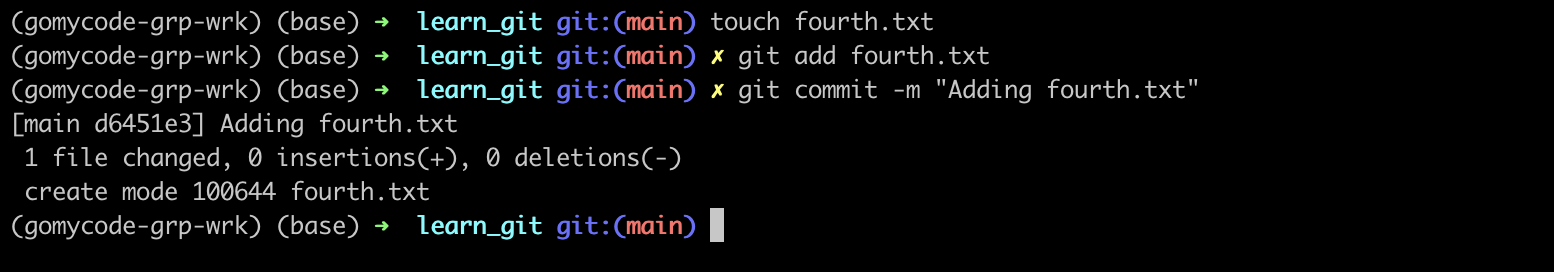 (gomycode-grp-wrk) (base) ➜  learn_git git:(main) touch fourth.txt
(gomycode-grp-wrk) (base) ➜  learn_git git:(main) ✗ git add fourth.txt
(gomycode-grp-wrk) (base) ➜  learn_git git:(main) ✗ git commit -m "Adding fourth.txt"
[main d6451e3] Adding fourth.txt
 1 file changed, 0 insertions(+), 0 deletions(-)
 create mode 100644 fourth.txt
(gomycode-grp-wrk) (base) ➜  learn_git git:(main)